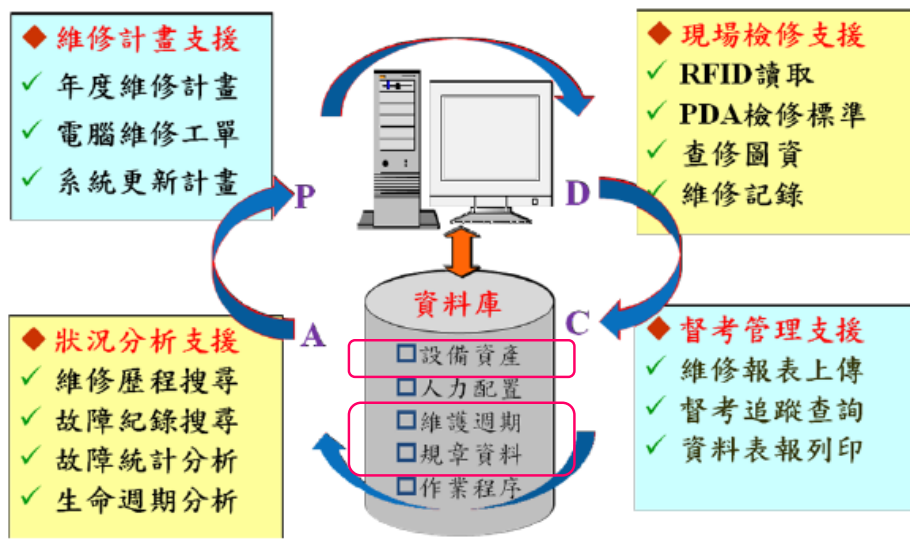 ◆ 維修計畫支援
✓ 年度維修計畫
✓ 電腦維修工單
✓ 系統更新計畫
P
◆ 現場檢修支援
✓ RFID讀取
✓ PDA檢修標準
✓ 查修圖資
✓ 維修記錄
D
資料庫
□設備資產
□人力配置
□維護週期
□規章資料
□作業程序
C
◆ 督考管理支援
✓ 維修報表上傳
✓ 督考追蹤查詢
✓ 資料表報列印
A
◆ 狀況分析支援
✓ 維修歷程搜尋
✓ 故障紀錄搜尋
✓ 故障統計分析
✓ 生命週期分析